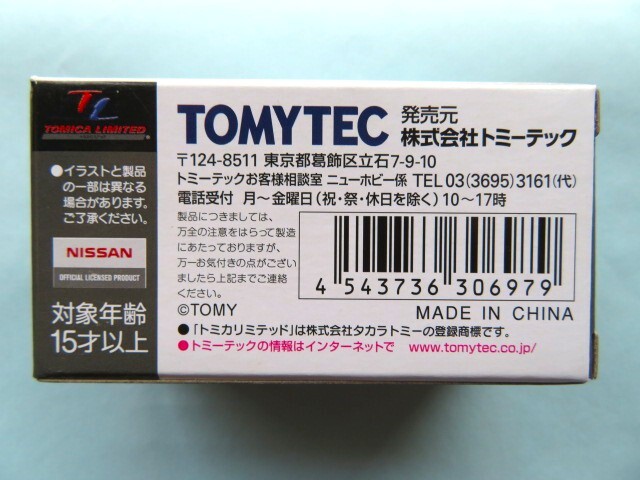 TL
TOMICA LIMITED
●イラストと製品
の一部は異なる
場合があります。
ご了承ください。
NISSAN
OFFICIAL LICENSED PRODUCT
対象年齢
15才以上
TOMYTEC
発売元
株式会社トミーテック
〒124-8511 東京都葛飾区立石7-9-10
トミーテックお客様相談室 ニューホビー係 TEL 03(3695)3161(代)
電話受付 月〜金曜日(祝・祭・休日を除く)10〜17時
製品につきましては、
万全の注意をはらって製造
にあたっておりますが、
万一お気付きの点がござい
ましたら上記までご連絡
ください。
©TOMY
4 543736 306979
MADE IN CHINA
●「トミカリミテッド」は株式会社タカラトミーの登録商標です。
●トミーテックの情報はインターネットで www.tomytec.co.jp/